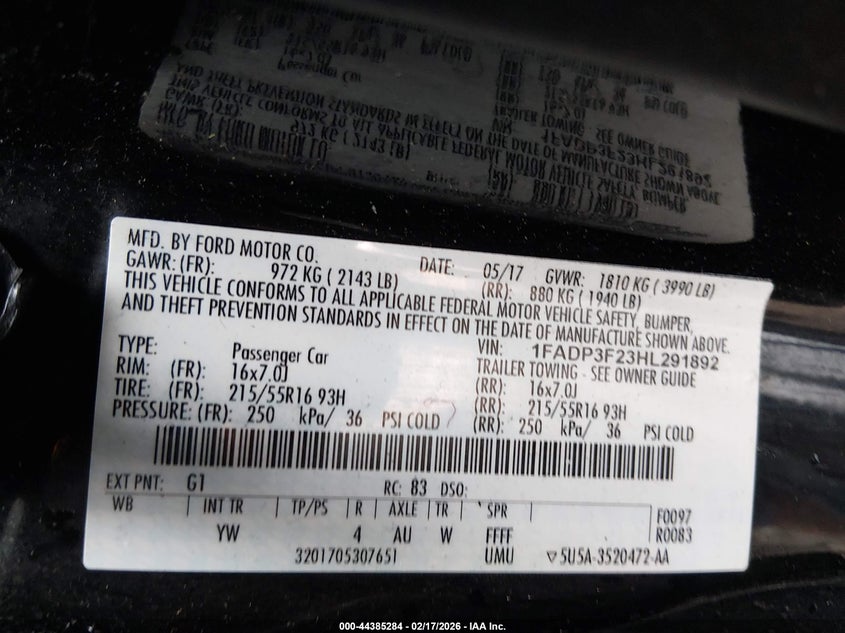 MFD. BY FORD MOTOR CO.
DATE: 05/17 GVWR: 1810 KG ( 3990 LB)
GAWR: (FR): 972 KG ( 2143 LB) (RR): 880 KG ( 1940 LB)
THIS VEHICLE CONFORMS TO ALL APPLICABLE FEDERAL MOTOR VEHICLE SAFETY, BUMPER,
AND THEFT PREVENTION STANDARDS IN EFFECT ON THE DATE OF MANUFACTURE SHOWN ABOVE.
VIN: 1FADP3F23HL291892
TYPE: Passenger Car TRAILER TOWING - SEE OWNER GUIDE
RIM: (FR): 16x7.0J (RR): 16x7.0J
TIRE: (FR): 215/55R16 93H (RR): 215/55R16 93H
PRESSURE: (FR): 250 kPa/ 36 PSI COLD (RR): 250 kPa/ 36 PSI COLD
EXT PNT: G1 RC: 83 DSO:
WB INT TR TP/PS R AXLE TR SPR F0097
YW 4 AU W FFFF R0083
3201705307651 UMU ▽5U5A-3520472-AA
000-44385284 - 02/17/2026 - IAA Inc.